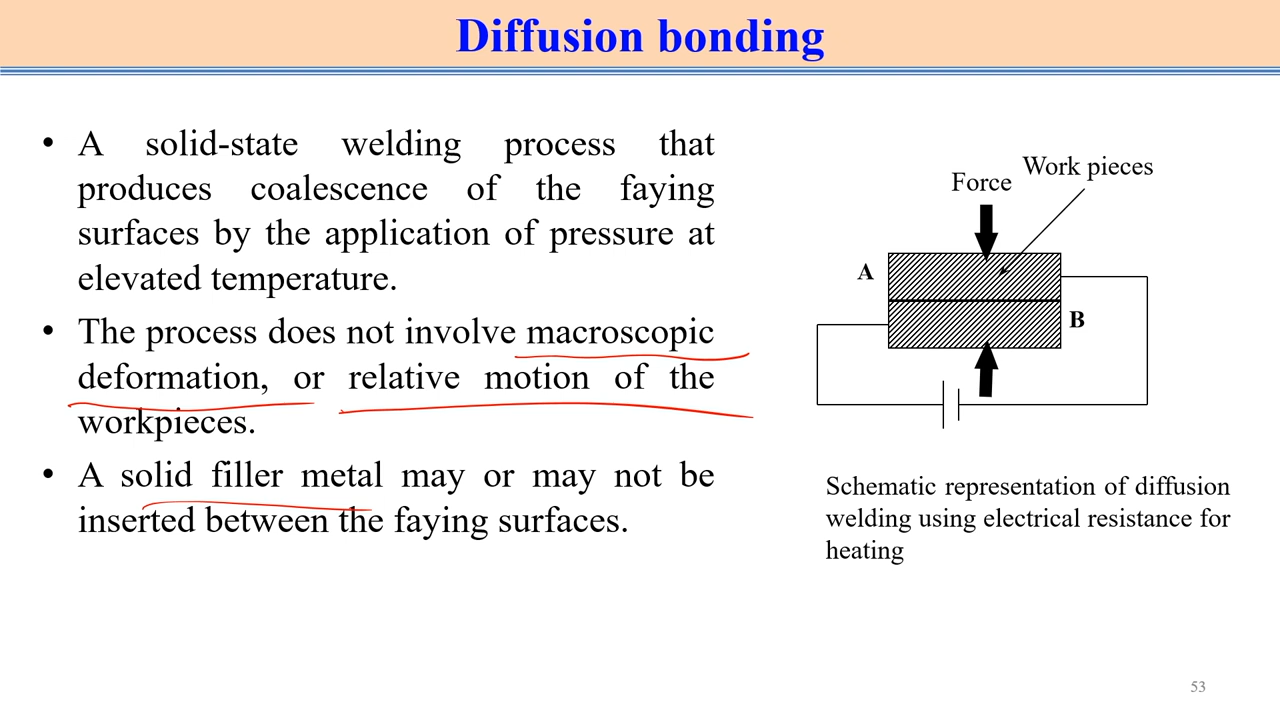 Diffusion bonding
• A solid-state welding process that
produces coalescence of the faying
surfaces by the application of pressure at
elevated temperature.
• The process does not involve macroscopic
deformation, or relative motion of the
workpieces.
• A solid filler metal may or may not be
inserted between the faying surfaces.
Work pieces
Force
A
B
Schematic representation of diffusion
welding using electrical resistance for
heating
53